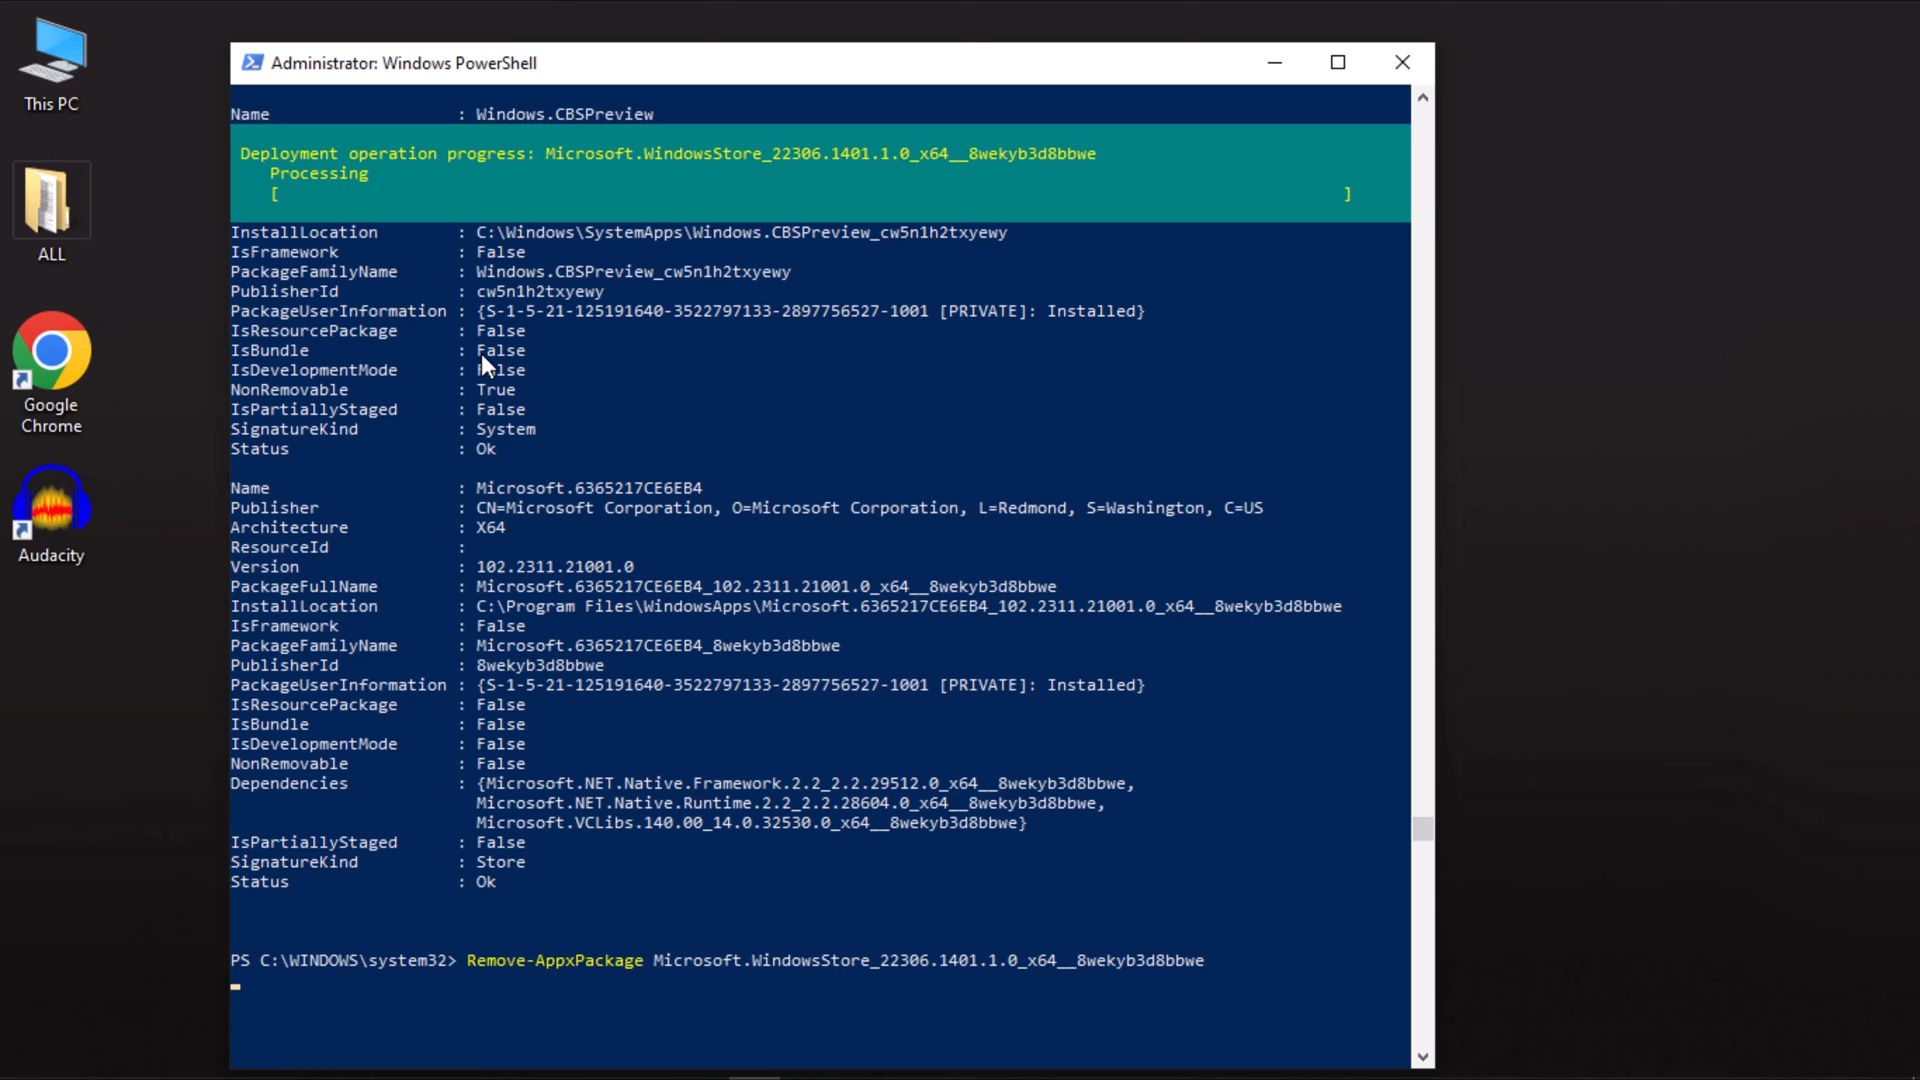 This PC
ALL
Google
Chrome
Audacity
Administrator: Windows PowerShell
Name : Windows.CBSPreview
Deployment operation progress: Microsoft.WindowsStore_22306.1401.1.0_x64__8wekyb3d8bbwe
Processing
[ ]
InstallLocation : C:\Windows\SystemApps\Windows.CBSPreview_cw5n1h2txyewy
IsFramework : False
PackageFamilyName : Windows.CBSPreview_cw5n1h2txyewy
PublisherId : cw5n1h2txyewy
PackageUserInformation : {S-1-5-21-125191640-3522797133-2897756527-1001 [PRIVATE]: Installed}
IsResourcePackage : False
IsBundle : False
IsDevelopmentMode : False
NonRemovable : True
IsPartiallyStaged : False
SignatureKind : System
Status : Ok
Name : Microsoft.6365217CE6EB4
Publisher : CN=Microsoft Corporation, O=Microsoft Corporation, L=Redmond, S=Washington, C=US
Architecture : X64
ResourceId :
Version : 102.2311.21001.0
PackageFullName : Microsoft.6365217CE6EB4_102.2311.21001.0_x64__8wekyb3d8bbwe
InstallLocation : C:\Program Files\WindowsApps\Microsoft.6365217CE6EB4_102.2311.21001.0_x64__8wekyb3d8bbwe
IsFramework : False
PackageFamilyName : Microsoft.6365217CE6EB4_8wekyb3d8bbwe
PublisherId : 8wekyb3d8bbwe
PackageUserInformation : {S-1-5-21-125191640-3522797133-2897756527-1001 [PRIVATE]: Installed}
IsResourcePackage : False
IsBundle : False
IsDevelopmentMode : False
NonRemovable : False
Dependencies : {Microsoft.NET.Native.Framework.2.2_2.2.29512.0_x64__8wekyb3d8bbwe,
Microsoft.NET.Native.Runtime.2.2_2.2.28604.0_x64__8wekyb3d8bbwe,
Microsoft.VCLibs.140.00_14.0.32530.0_x64__8wekyb3d8bbwe}
IsPartiallyStaged : False
SignatureKind : Store
Status : Ok
PS C:\WINDOWS\system32> Remove-AppxPackage Microsoft.WindowsStore_22306.1401.1.0_x64__8wekyb3d8bbwe